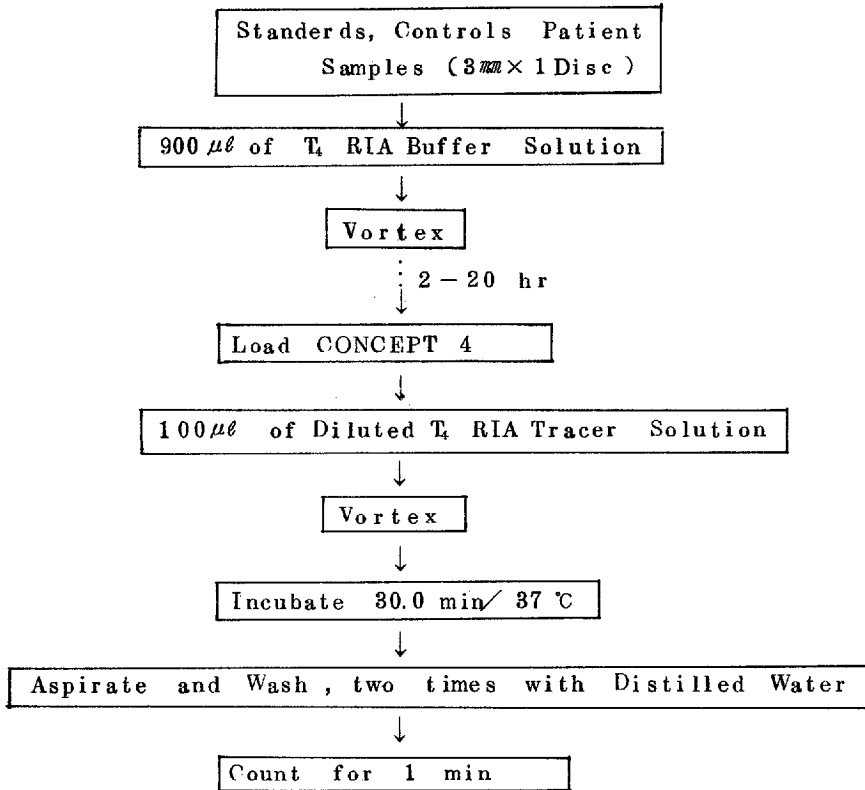 Standerds, Controls Patient
Samples (3㎜×1Disc)
900 μℓ of T₄ RIA Buffer Solution
Vortex
2-20 hr
Load CONCEPT 4
100μℓ of Diluted T₄ RIA Tracer Solution
Vortex
Incubate 30.0 min/ 37 ℃
Aspirate and Wash, two times with Distilled Water
Count for 1 min